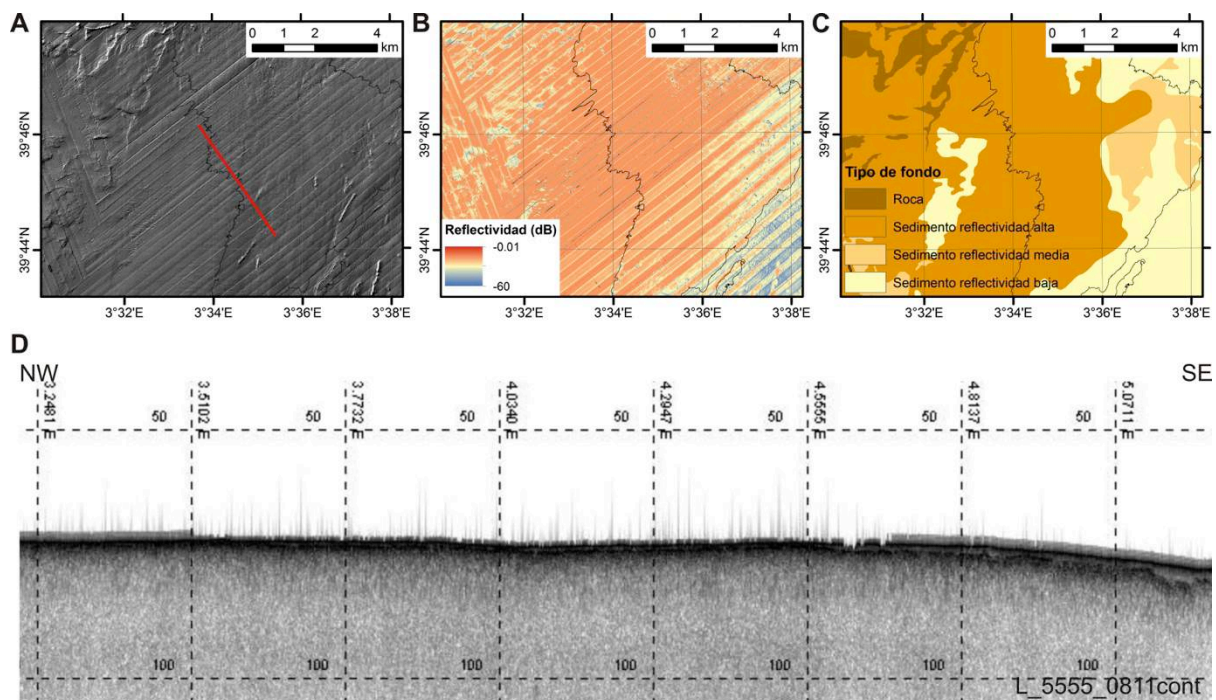 A
0 1 2 4
km
39°46'N
39°44'N
3°32'E 3°34'E 3°36'E 3°38'E
B
0 1 2 4
km
Reflectividad (dB)
-0.01
-60
3°32'E 3°34'E 3°36'E 3°38'E
C
0 1 2 4
km
39°46'N
39°44'N
Tipo de fondo
Roca
Sedimento reflectividad alta
Sedimento reflectividad media
Sedimento reflectividad baja
3°32'E 3°34'E 3°36'E 3°38'E
D
NW
SE
3.2481 E 3.5102 E 3.7732 E 4.0340 E 4.2947 E 4.5555 E 4.8137 E 5.0711 E
50 50 50 50 50 50 50
100 100 100 100 100 100 100
L_5555_0811cont